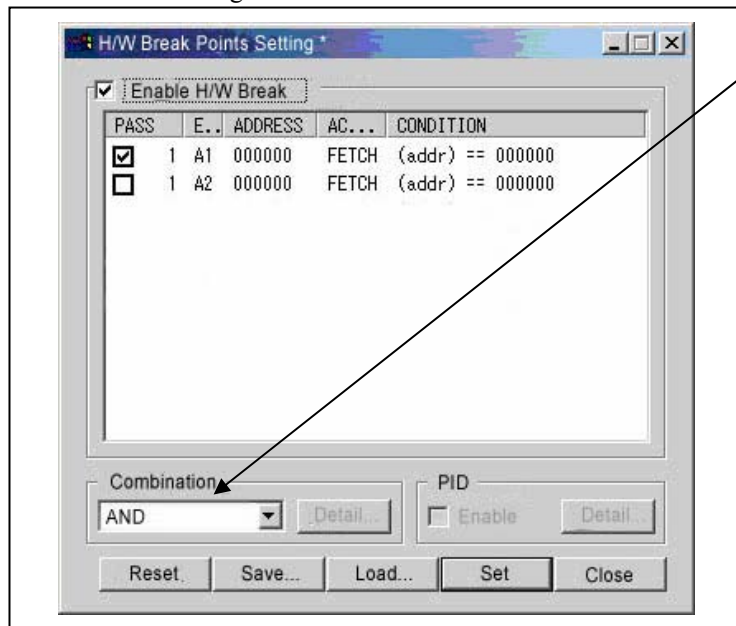 H/W Break Points Setting *
Enable H/W Break
PASS E.. ADDRESS AC... CONDITION
1 A1 000000 FETCH (addr) == 000000
1 A2 000000 FETCH (addr) == 000000
Combination PID
AND Detail... Enable Detail...
Reset. Save... Load... Set Close